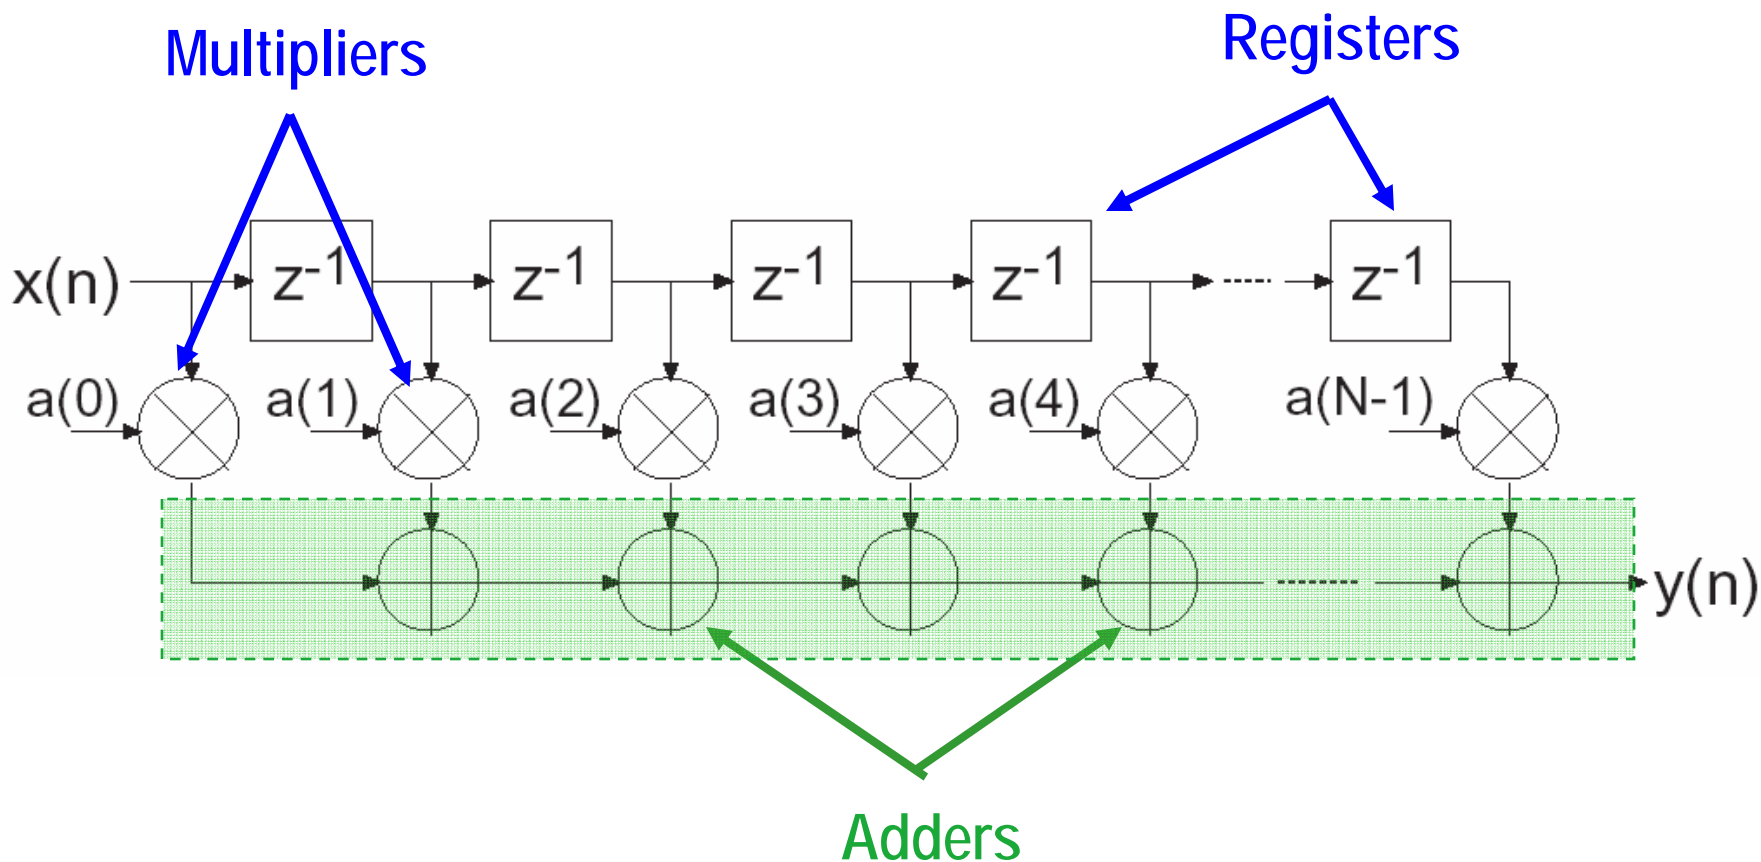 Multipliers
Registers
x(n)
z-1
z-1
z-1
z-1
z-1
a(0)
a(1)
a(2)
a(3)
a(4)
a(N-1)
y(n)
Adders